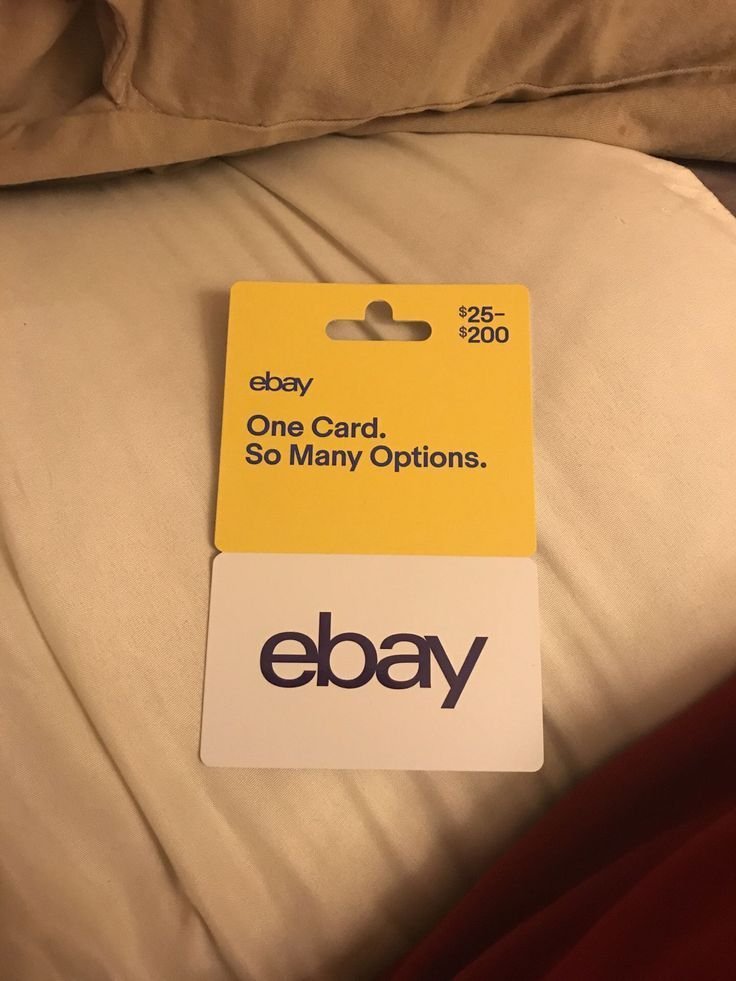 $25-
$200
ebay
One Card.
So Many Options.
ebay